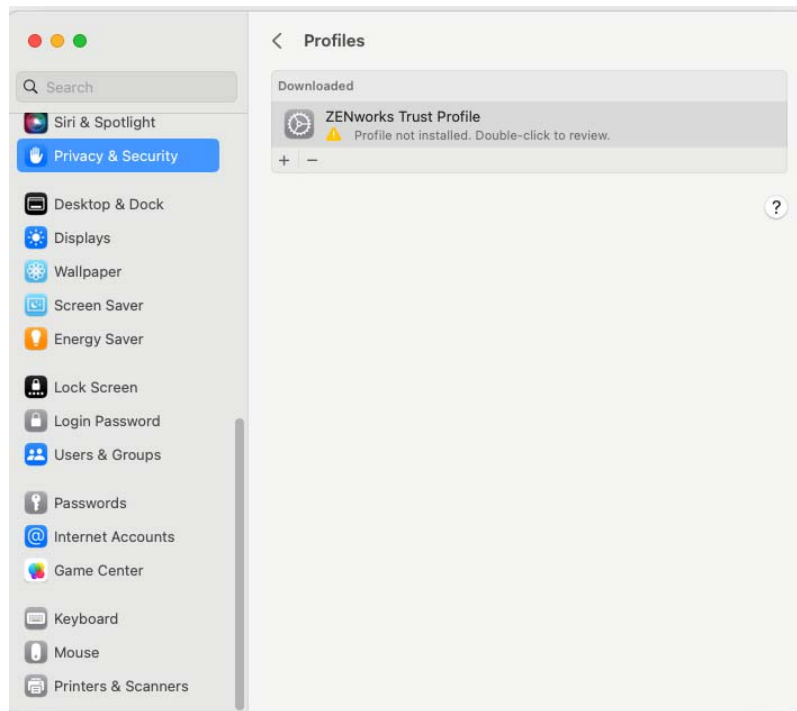 Search
Siri & Spotlight
Privacy & Security
Desktop & Dock
Displays
Wallpaper
Screen Saver
Energy Saver
Lock Screen
Login Password
Users & Groups
Passwords
Internet Accounts
Game Center
Keyboard
Mouse
Printers & Scanners
Profiles
Downloaded
ZENworks Trust Profile
Profile not installed. Double-click to review.
+ −
?